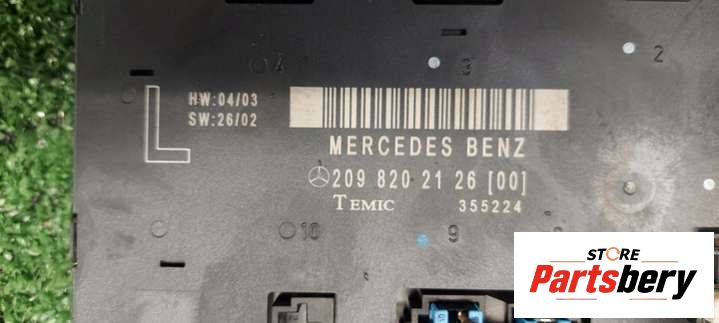 2
L
HW:04/03
SW:26/02
MERCEDES BENZ
209 820 21 26 [00]
TEMIC 355224
10
9
STORE
Partsbery